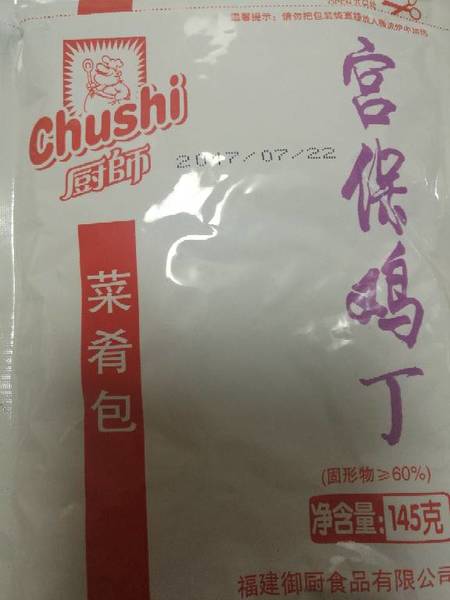 温馨提示：请勿把包装袋直接放入微波炉中加热
Chushi
厨師
2017/07/22
宫保鸡丁
菜肴包
(固形物≥60%)
净含量:145克
福建御厨食品有限公司